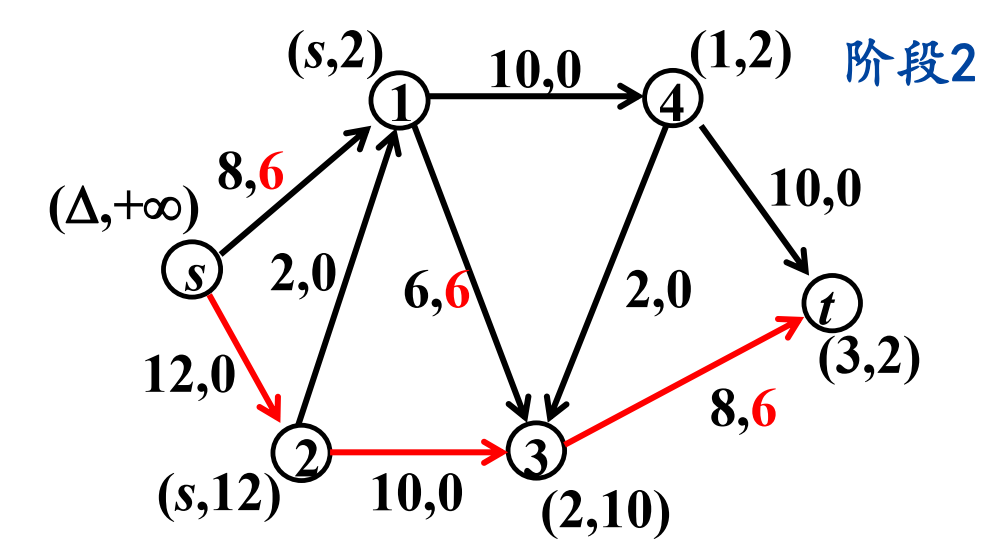 (s,2)
(1,2)
阶段2
10,0
1
4
8,6
10,0
(Δ,+∞)
s
2,0
6,6
2,0
t
(3,2)
12,0
8,6
2
3
(s,12)
10,0
(2,10)